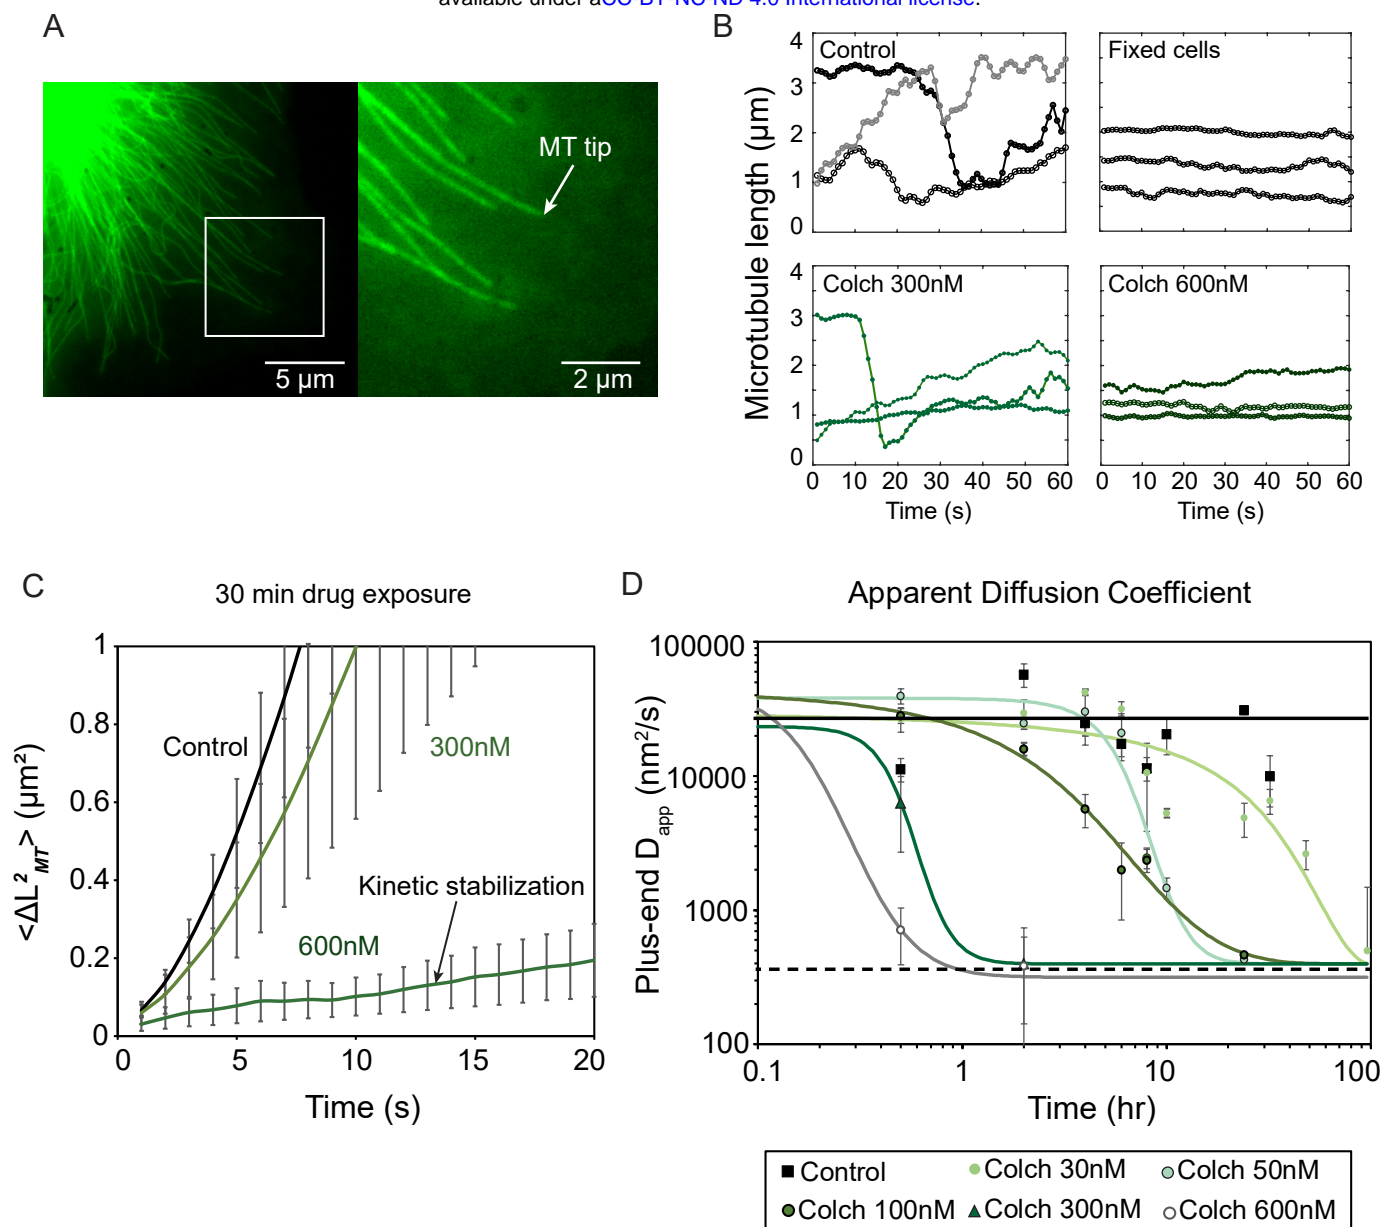 available under aCC-BY-NC-ND 4.0 International license.
A
MT tip
5 µm
2 µm
B
Microtubule length (µm)
Control
Fixed cells
4
3
2
1
0
Colch 300nM
Colch 600nM
4
3
2
1
0
0 10 20 30 40 50 60
0 10 20 30 40 50 60
Time (s)
Time (s)
C
30 min drug exposure
<ΔL²MT> (µm²)
1
0.8
0.6
0.4
0.2
0
Control
300nM
Kinetic stabilization
600nM
0 5 10 15 20
Time (s)
D
Apparent Diffusion Coefficient
Plus-end Dapp (nm²/s)
100000
10000
1000
100
0.1 1 10 100
Time (hr)
Control Colch 30nM Colch 50nM
Colch 100nM Colch 300nM Colch 600nM